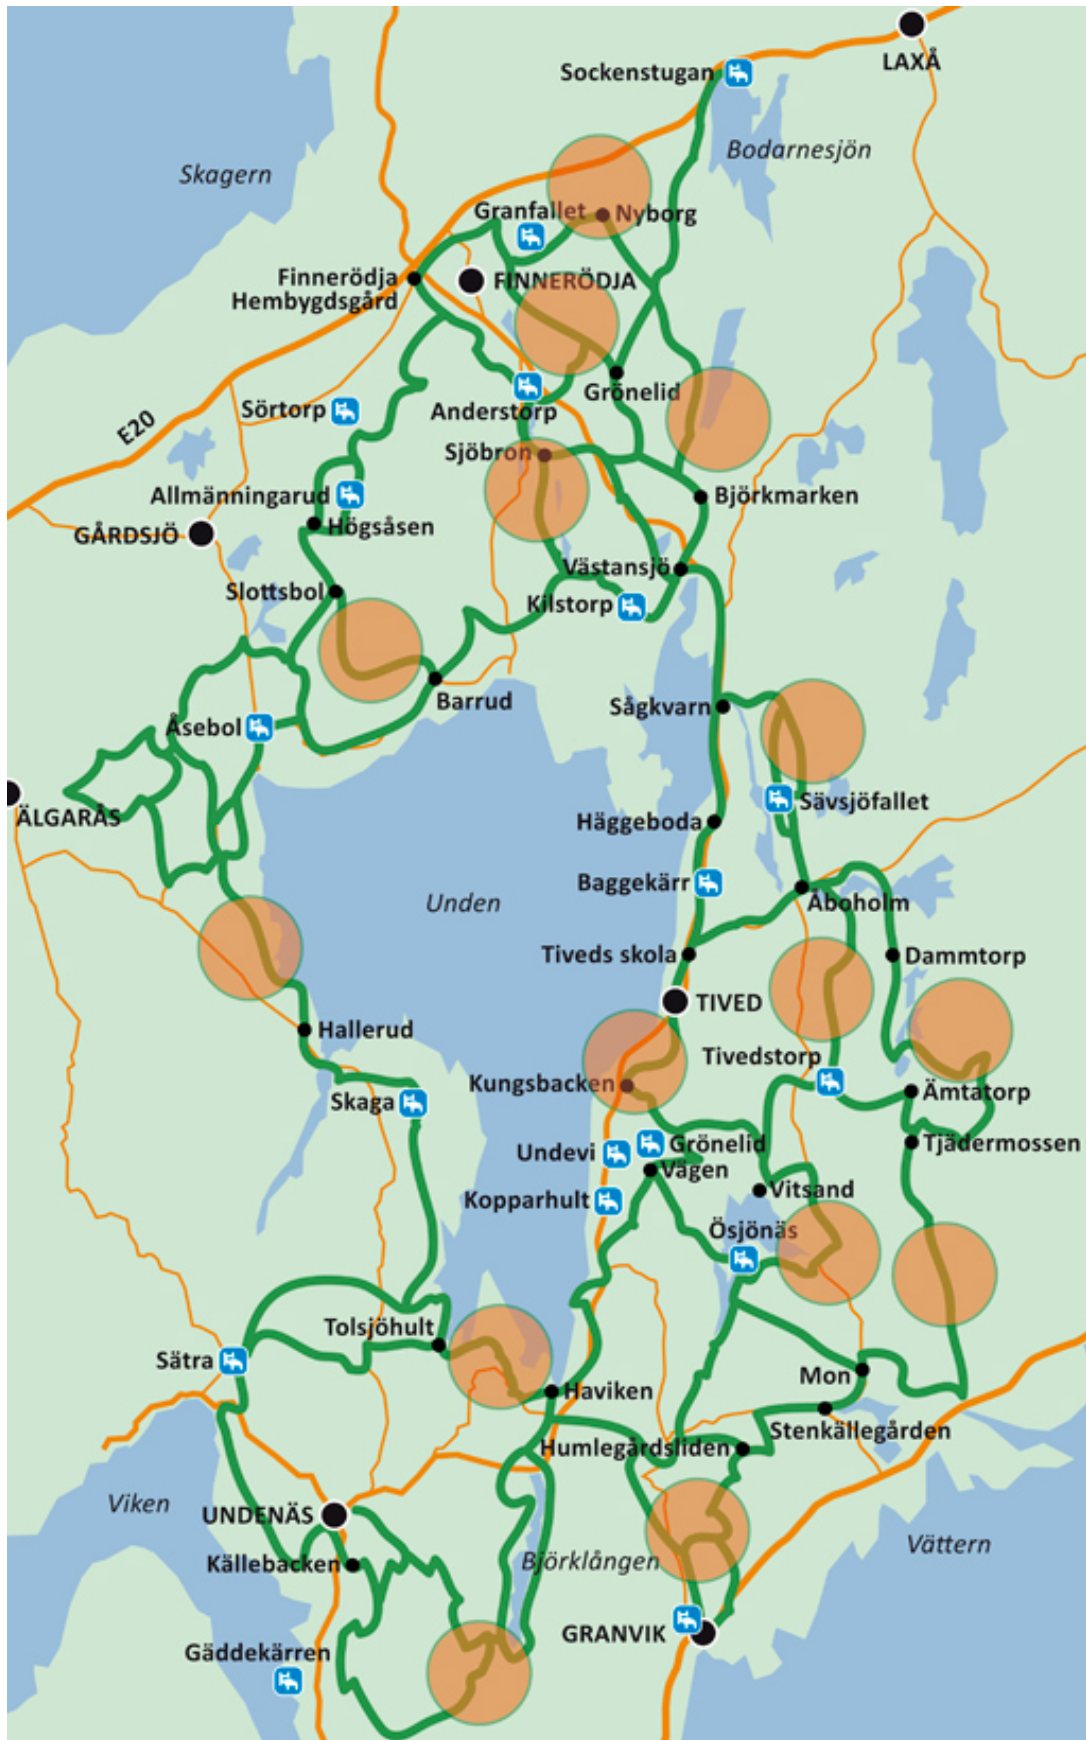 LAXÅ
Sockenstugan
Bodarnesjön
Skagern
Granfallet
Nyborg
Finnerödja
Hembygdsgård
FINNERÖDJA
Grönelid
Anderstorp
Sörtorp
E20
Sjöbron
Allmänningarud
Björkmarken
Högsåsen
GÅRDSJÖ
Västansjö
Slottsbol
Kilstorp
Barrud
Sågkvarn
Åsebol
Sävsjöfallet
ÄLGARÅS
Häggeboda
Baggekärr
Unden
Åboholm
Tiveds skola
Dammtorp
TIVED
Hallerud
Tivedstorp
Kungsbacken
Ämtatorp
Skaga
Grönelid
Tjädermossen
Undevi
Vägen
Vitsand
Kopparhult
Ösjönäs
Tolsjöhult
Sätra
Mon
Haviken
Stenkällegården
Humlegårdsliden
Viken
UNDENÄS
Vättern
Källebacken
Björklången
GRANVIK
Gäddekärren